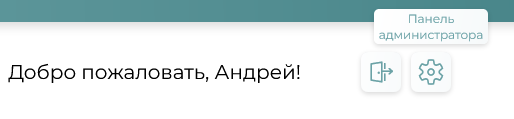 Панель
администратора
Добро пожаловать, Андрей!